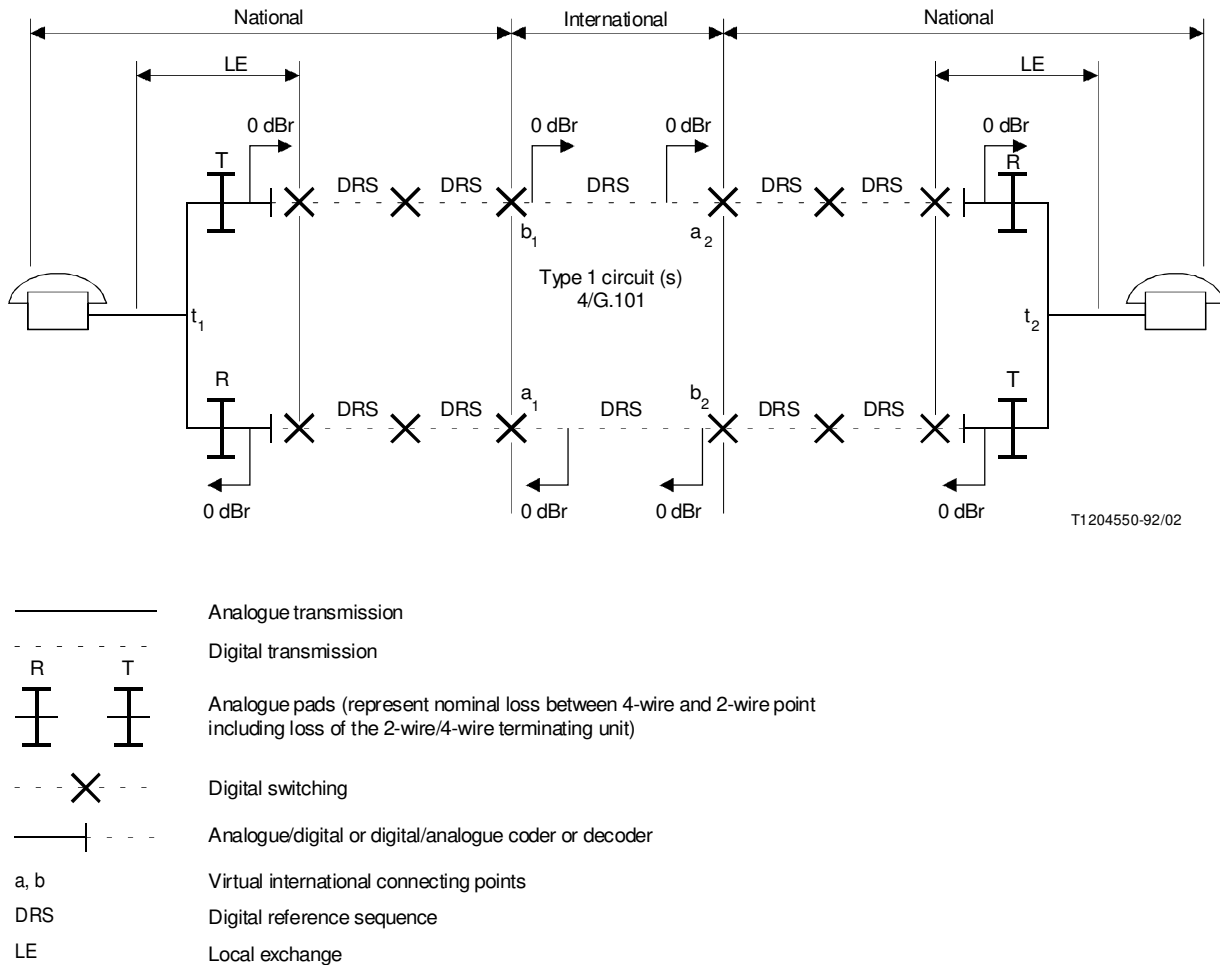 National International National
LE LE
0 dBr 0 dBr 0 dBr 0 dBr
T R
DRS DRS DRS DRS DRS
b1 a2
Type 1 circuit (s)
4/G.101
t1 t2
R a1 b2 T
DRS DRS DRS DRS DRS
0 dBr 0 dBr 0 dBr 0 dBr
T1204550-92/02
Analogue transmission
Digital transmission
R T
Analogue pads (represent nominal loss between 4-wire and 2-wire point
including loss of the 2-wire/4-wire terminating unit)
Digital switching
Analogue/digital or digital/analogue coder or decoder
a, b Virtual international connecting points
DRS Digital reference sequence
LE Local exchange